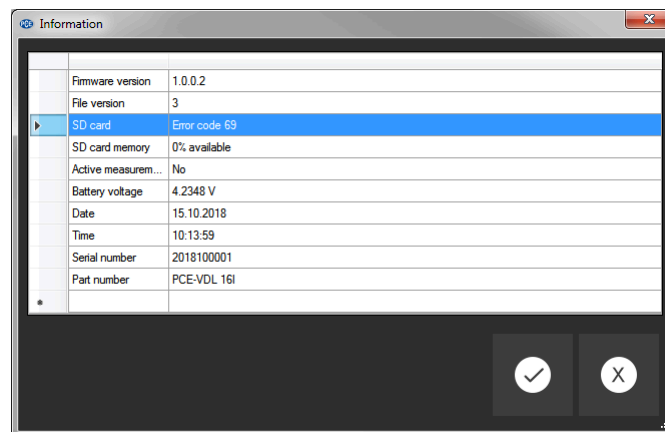 PCE Information
Firmware version 1.0.0.2
File version 3
SD card Error code 69
SD card memory 0% available
Active measurem... No
Battery voltage 4.2348 V
Date 15.10.2018
Time 10:13:59
Serial number 2018100001
Part number PCE-VDL 16I